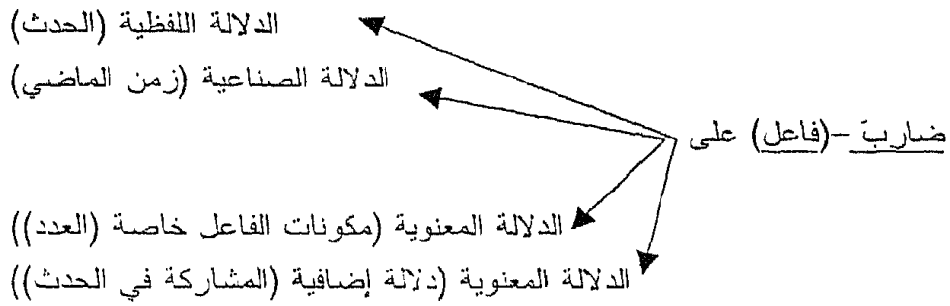 الدلالة اللفظية (الحدث)
الدلالة الصناعية (زمن الماضي)
ضاربَ -(فاعل) على
الدلالة المعنوية (مكونات الفاعل خاصة (العدد))
الدلالة المعنوية (دلالة إضافية (المشاركة في الحدث))